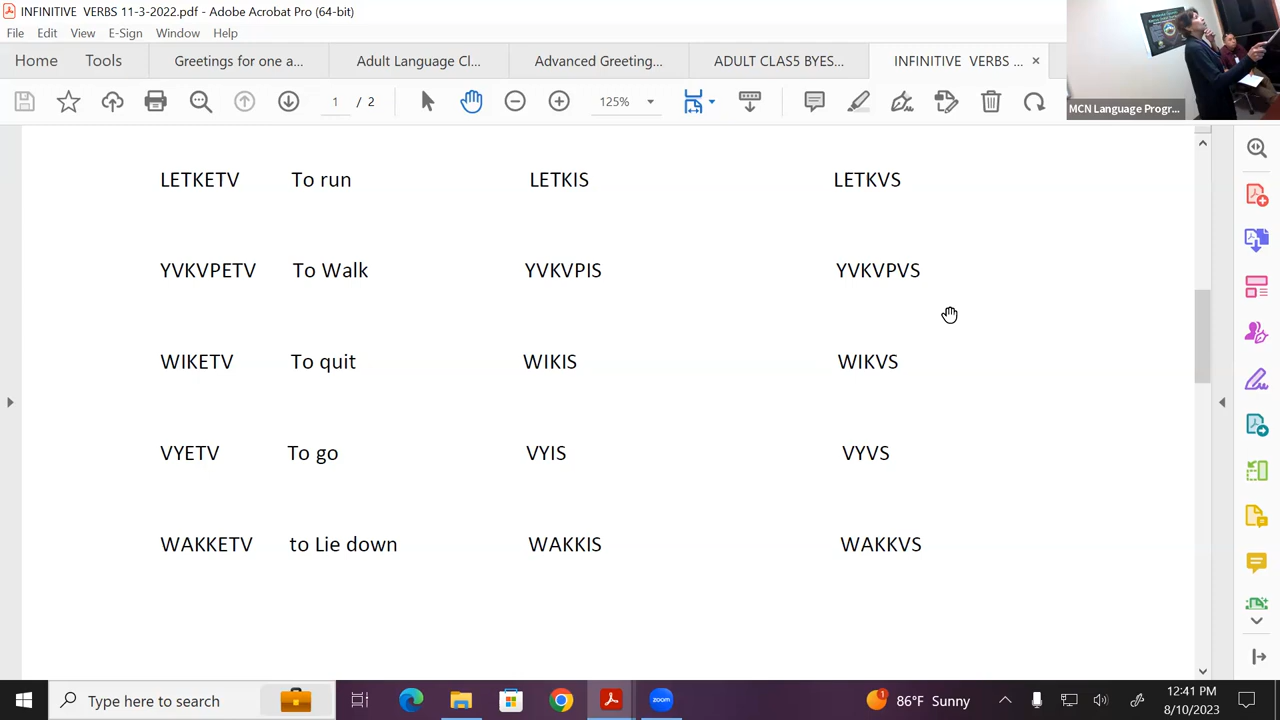 INFINITIVE  VERBS 11-3-2022.pdf - Adobe Acrobat Pro (64-bit)
File Edit View E-Sign Window Help
Home Tools Greetings for one a... Adult Language Cl... Advanced Greeting... ADULT CLAS5 BYES... INFINITIVE  VERBS ... ×
1 / 2 125%
MCN Language Progr...
LETKETV To run LETKIS LETKVS
YVKVPETV To Walk YVKVPIS YVKVPVS
WIKETV To quit WIKIS WIKVS
VYETV To go VYIS VYVS
WAKKETV to Lie down WAKKIS WAKKVS
Type here to search
zoom
1
86°F Sunny
12:41 PM
8/10/2023